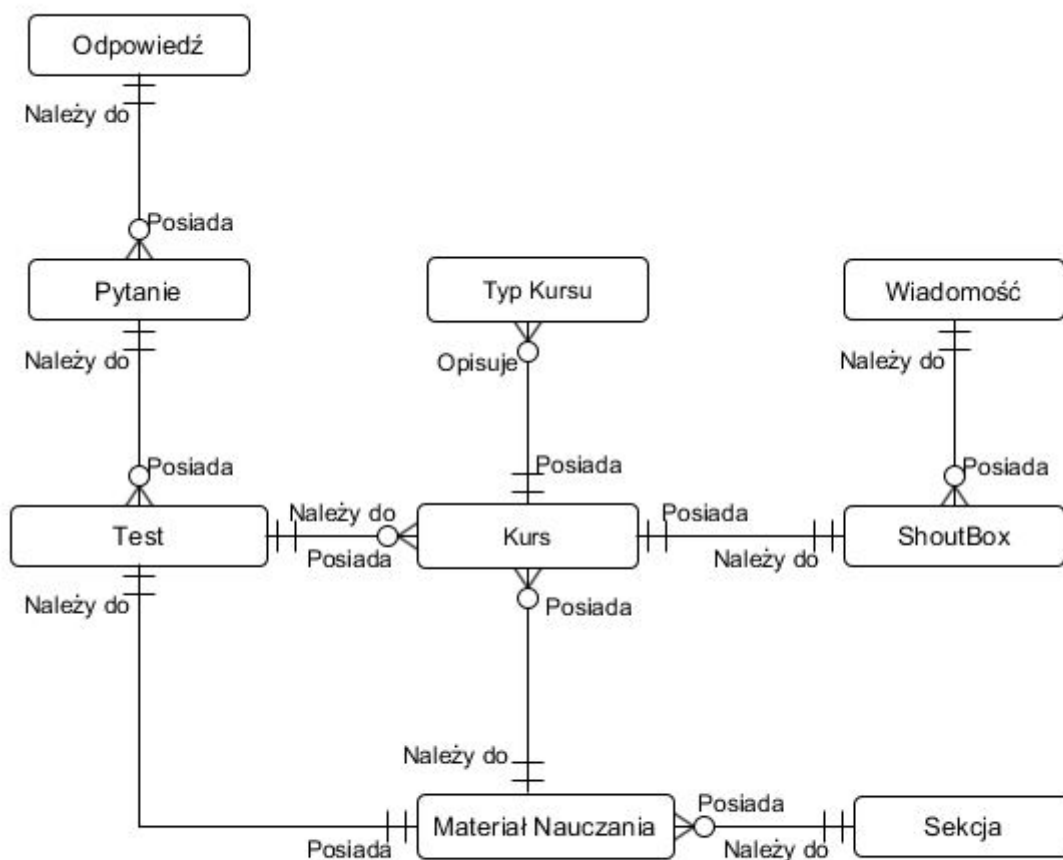 Odpowiedź
Należy do
Posiada
Pytanie
Typ Kursu
Wiadomość
Należy do
Opisuje
Należy do
Posiada
Posiada
Posiada
Test
Należy do
Posiada
Kurs
Posiada
Należy do
ShoutBox
Należy do
Posiada
Należy do
Posiada
Materiał Nauczania
Posiada
Należy do
Sekcja